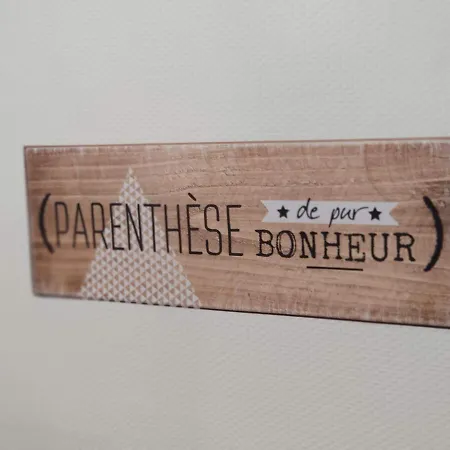 (PARENTHÈSE ★ de pur ★
BONHEUR)